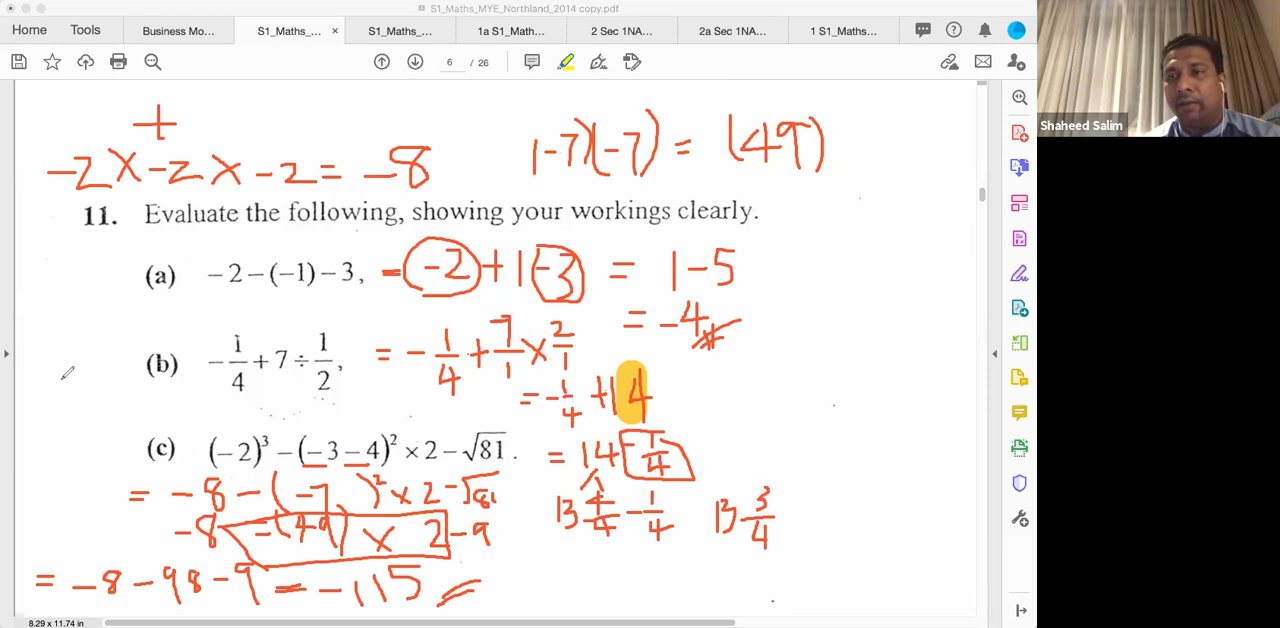 S1_Maths_MYE_Northland_2014 copy.pdf
Home Tools Business Mo... S1_Maths_... × S1_Maths_... 1a S1_Math... 2 Sec 1NA... 2a Sec 1NA... 1 S1_Maths...
6 / 26
Shaheed Salim
+
-2 × -2 × -2 = -8
(-7)(-7) = (49)
11. Evaluate the following, showing your workings clearly.
(a) -2-(-1)-3, = -2 + 1 -3 = 1-5
= -4
(b) -1/4 + 7 ÷ 1/2, = -1/4 + 7/1 × 2/1
= -1/4 + 14
(c) (-2)³ - (-3-4)² × 2 - √81. = 14 - 1/4
= -8 - (-7)² × 2 - √81
13 4/4 - 1/4 13 3/4
-8 - (49) × 2 - 9
= -8 - 98 - 9 = -115
8.29 x 11.74 in